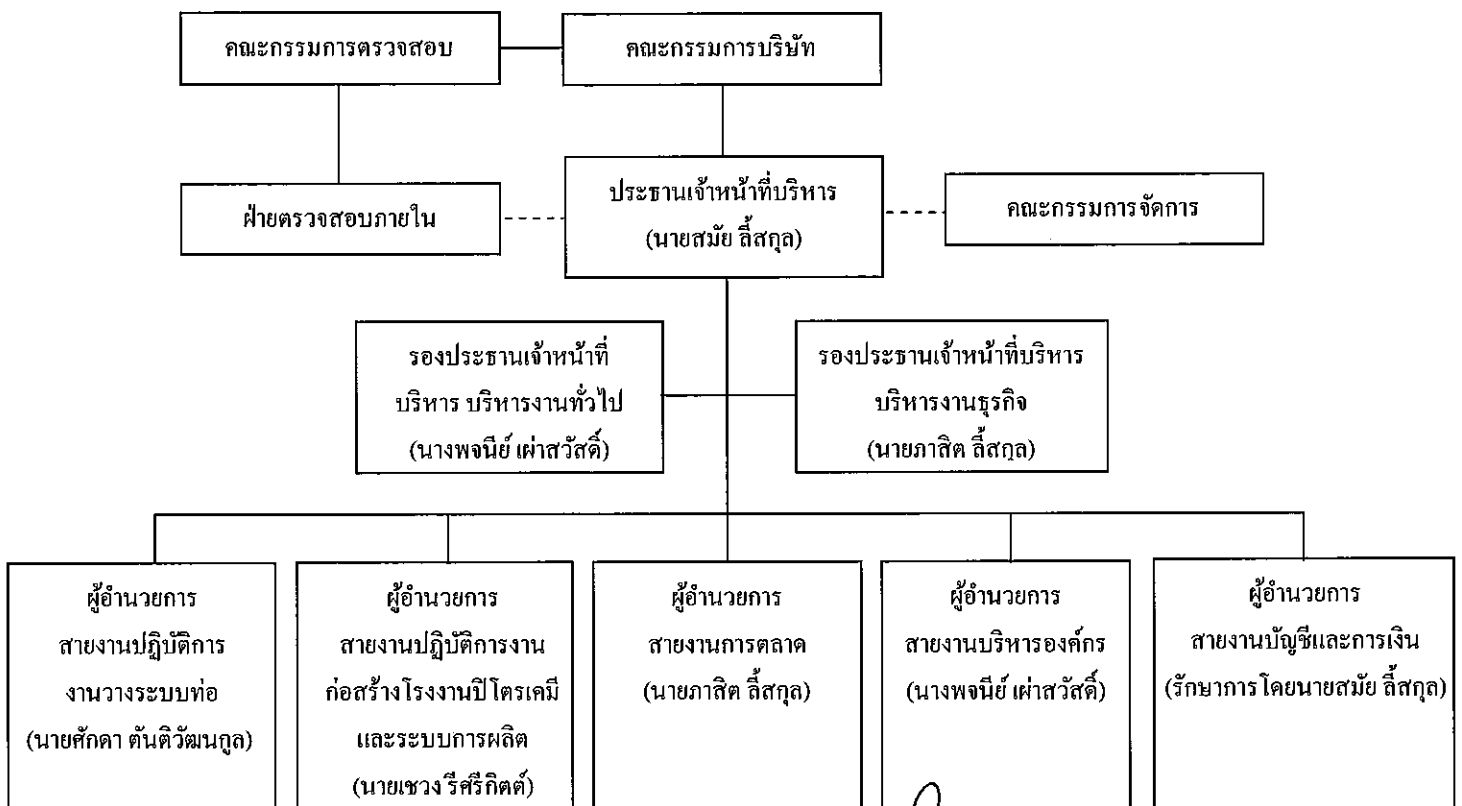 คณะกรรมการตรวจสอบ
คณะกรรมการบริษัท
ฝ่ายตรวจสอบภายใน
ประธานเจ้าหน้าที่บริหาร
(นายสมัย ลี้สกุล)
คณะกรรมการจัดการ
รองประธานเจ้าหน้าที่
บริหาร บริหารงานทั่วไป
(นางพจนีย์ เผ่าสวัสดิ์)
รองประธานเจ้าหน้าที่บริหาร
บริหารงานธุรกิจ
(นายภาสิต ลี้สกุล)
ผู้อำนวยการ
สายงานปฏิบัติการ
งานวางระบบท่อ
(นายศักดา ตันติวัฒนกูล)
ผู้อำนวยการ
สายงานปฏิบัติการงาน
ก่อสร้างโรงงานปิโตรเคมี
และระบบการผลิต
(นายเชวง รีศรีกิตต์)
ผู้อำนวยการ
สายงานการตลาด
(นายภาสิต ลี้สกุล)
ผู้อำนวยการ
สายงานบริหารองค์กร
(นางพจนีย์ เผ่าสวัสดิ์)
ผู้อำนวยการ
สายงานบัญชีและการเงิน
(รักษาการโดยนายสมัย ลี้สกุล)